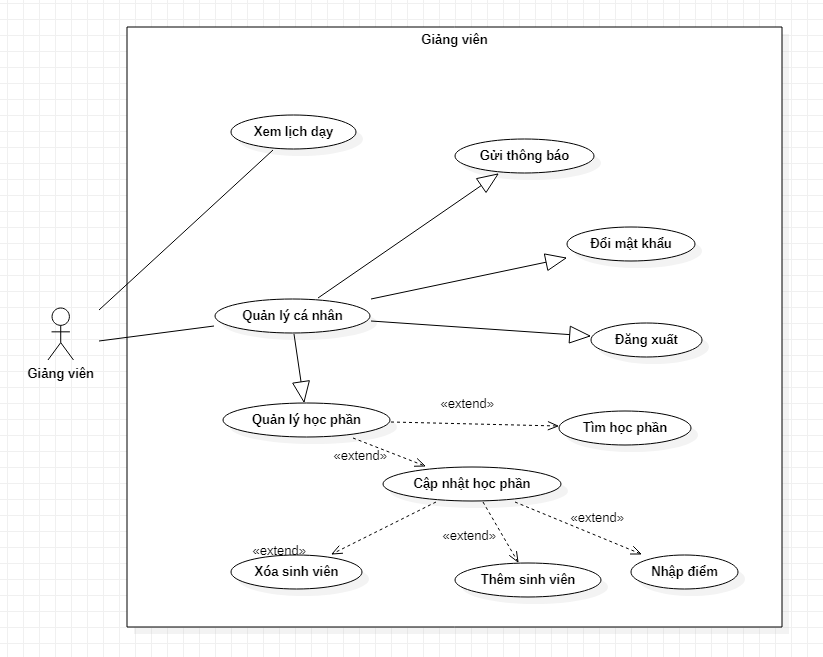 Giảng viên
Xem lịch dạy
Gửi thông báo
Đổi mật khẩu
Quản lý cá nhân
Đăng xuất
Giảng viên
«extend»
Quản lý học phần
Tìm học phần
«extend»
Cập nhật học phần
«extend»
«extend»
«extend»
Xóa sinh viên
Thêm sinh viên
Nhập điểm